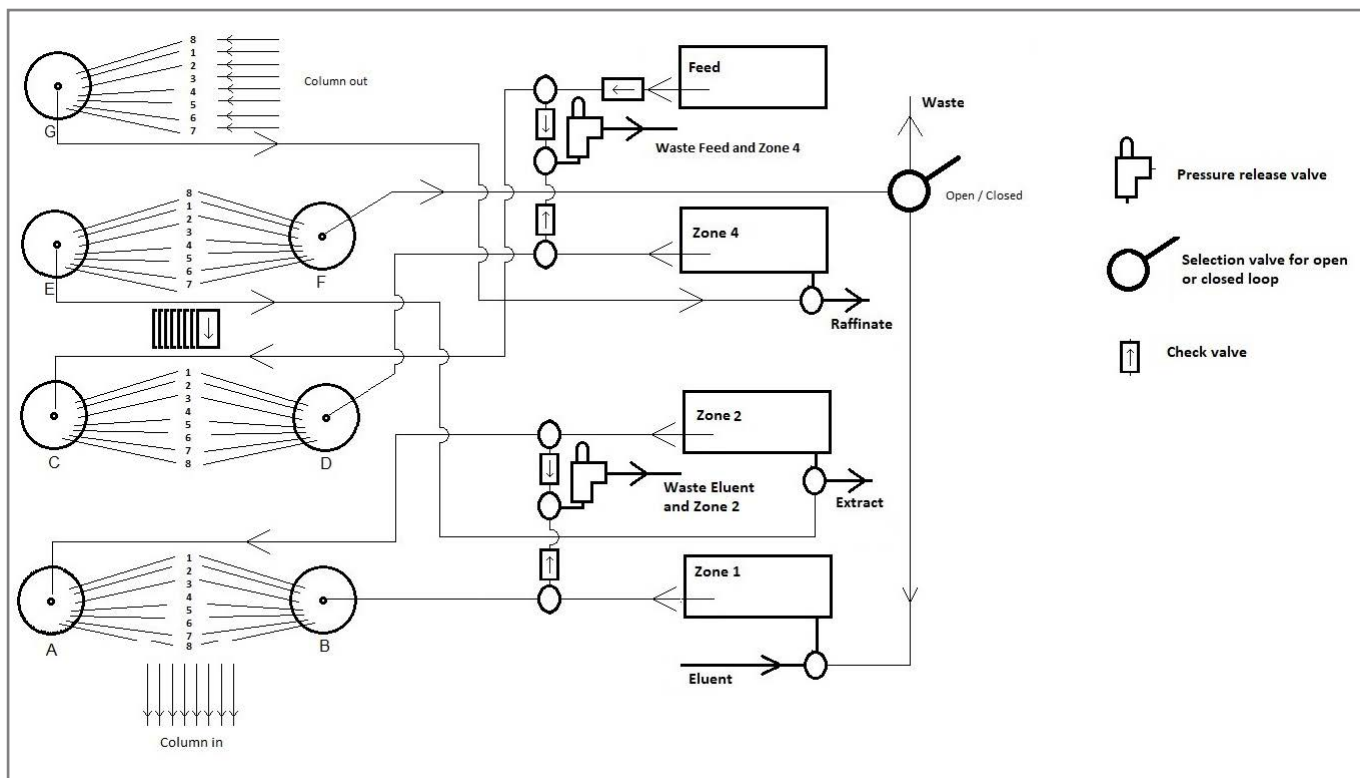 8
1
2
3
4
5
6
7
Column out
G
Feed
Waste Feed and Zone 4
Waste
Open / Closed
8
1
2
3
4
5
6
7
E
F
Zone 4
Raffinate
1
2
3
4
5
6
7
8
C
D
Zone 2
Waste Eluent
and Zone 2
Extract
1
2
3
4
5
6
7
8
A
B
Zone 1
Eluent
Column in
Pressure release valve
Selection valve for open
or closed loop
Check valve